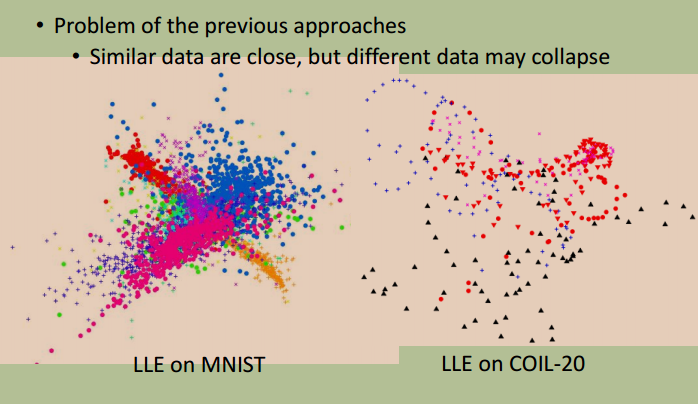 • Problem of the previous approaches
• Similar data are close, but different data may collapse
LLE on MNIST
LLE on COIL-20